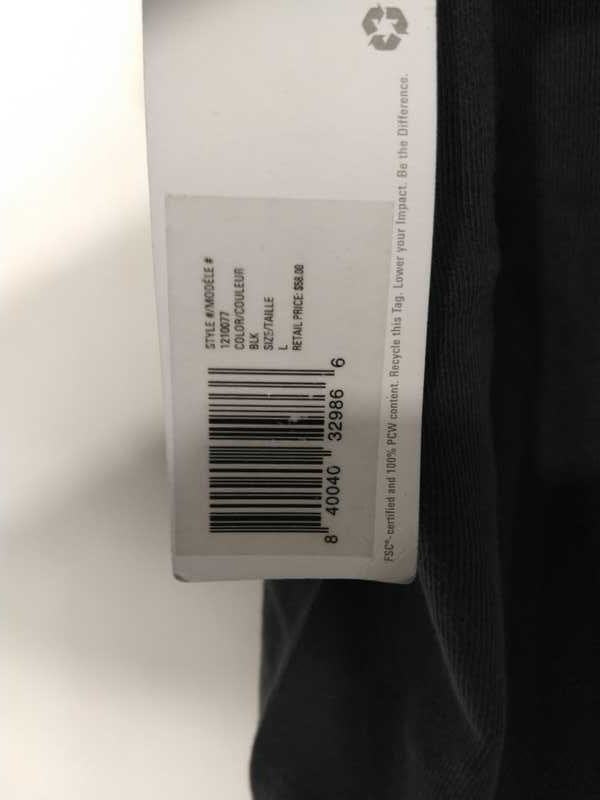 STYLE #/MODÈLE #
1210077
COLOR/COULEUR
BLK
SIZE/TAILLE
L
RETAIL PRICE $58.00
8 40040 32986 6
FSC®-certified and 100% PCW content. Recycle this Tag. Lower your Impact. Be the Difference.